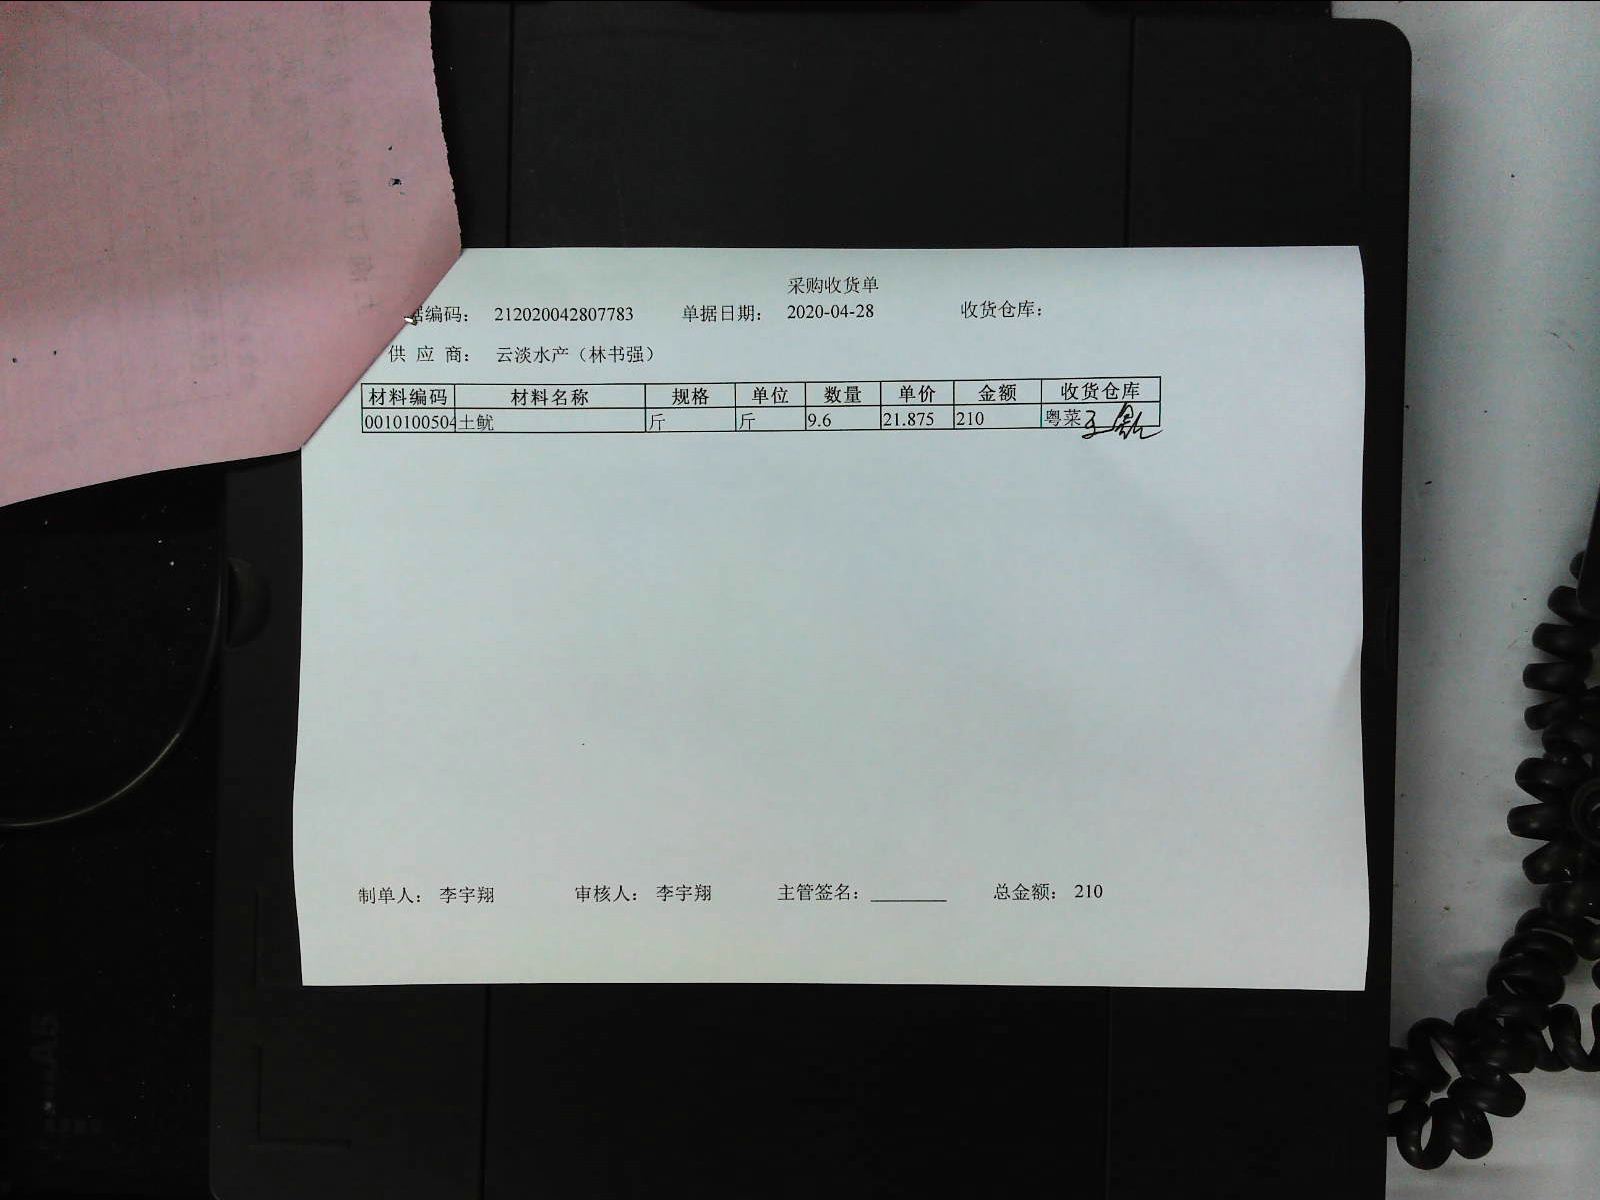 采购收货单
据编码： 212020042807783 单据日期： 2020-04-28 收货仓库：
供 应 商： 云淡水产（林书强）
材料编码 材料名称 规格 单位 数量 单价 金额 收货仓库
0010100504 土鱿 斤 斤 9.6 21.875 210 粤菜
制单人： 李宇翔 审核人： 李宇翔 主管签名：________ 总金额： 210